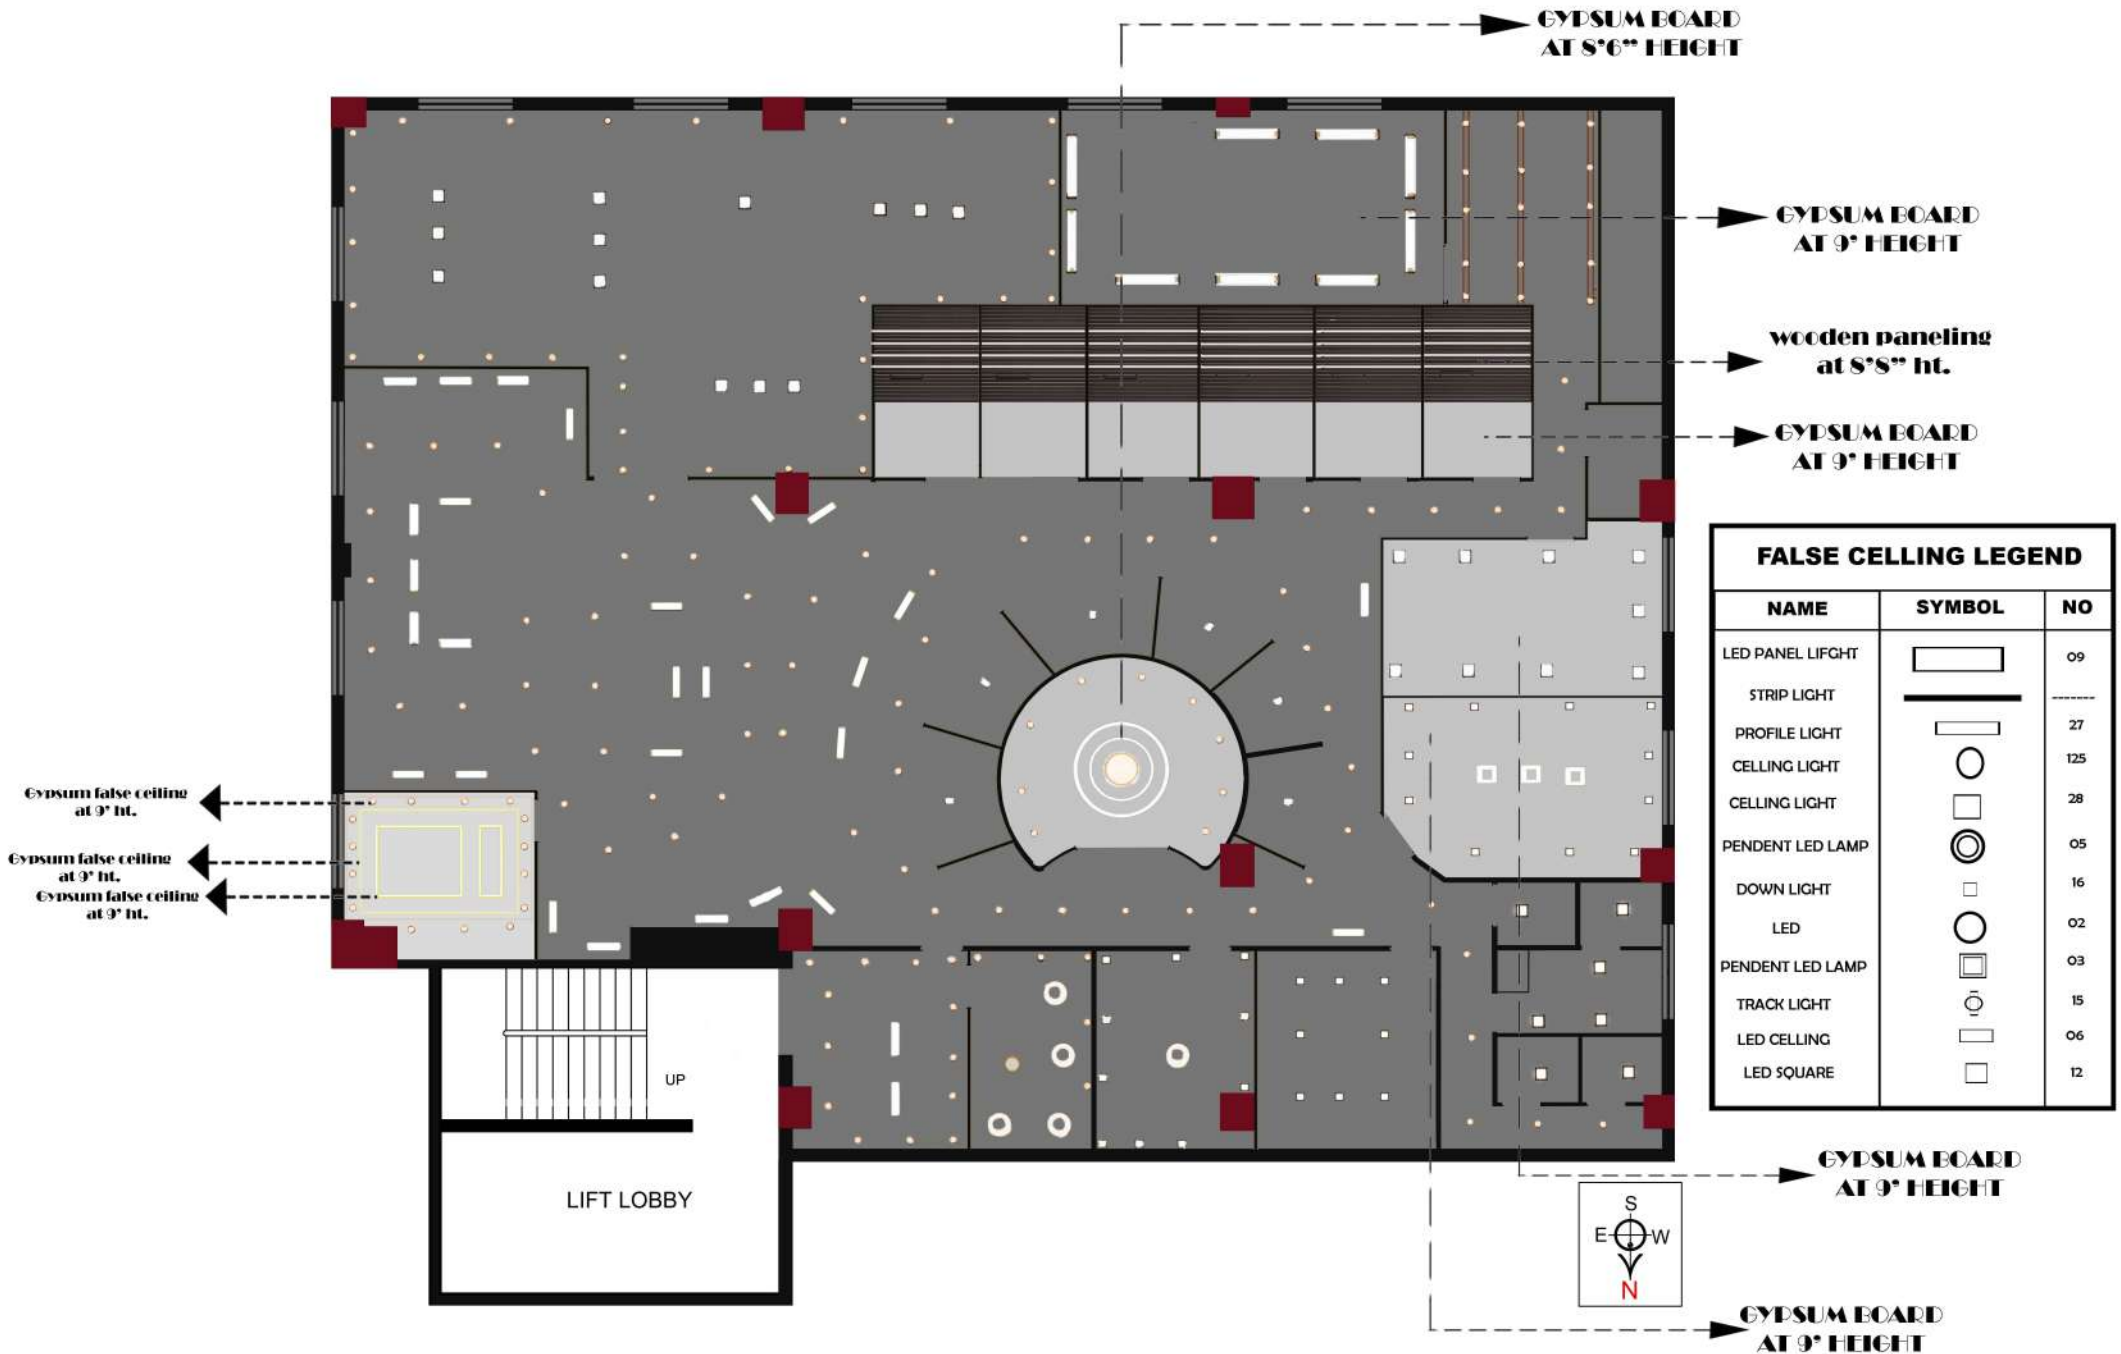 GYPSUM BOARD
AT 8'6" HEIGHT
GYPSUM BOARD
AT 9' HEIGHT
wooden paneling
at 8'8" ht.
GYPSUM BOARD
AT 9' HEIGHT
FALSE CELLING LEGEND
NAME SYMBOL NO
LED PANEL LIFGHT 09
STRIP LIGHT -------
PROFILE LIGHT 27
CELLING LIGHT 125
CELLING LIGHT 28
PENDENT LED LAMP 05
DOWN LIGHT 16
LED 02
PENDENT LED LAMP 03
TRACK LIGHT 15
LED CELLING 06
LED SQUARE 12
Gypsum false ceiling
at 9' ht.
Gypsum false ceiling
at 9' ht.
Gypsum false ceiling
at 9' ht.
UP
LIFT LOBBY
GYPSUM BOARD
AT 9' HEIGHT
S
E W
N
GYPSUM BOARD
AT 9' HEIGHT